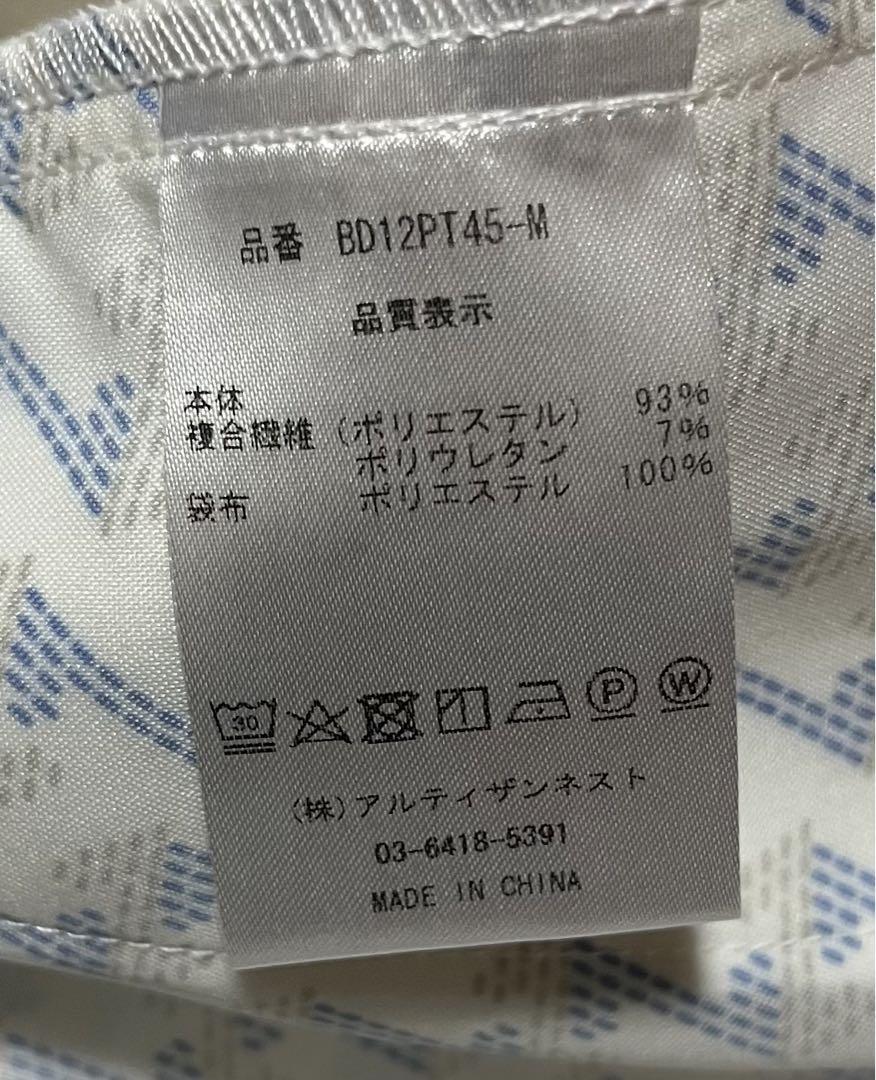 品番 BD12PT45-M
品質表示
本体
複合繊維(ポリエステル) 93%
ポリウレタン 7%
袋布 ポリエステル 100%
30 P W
(株)アルティザンネスト
03-6418-5391
MADE IN CHINA